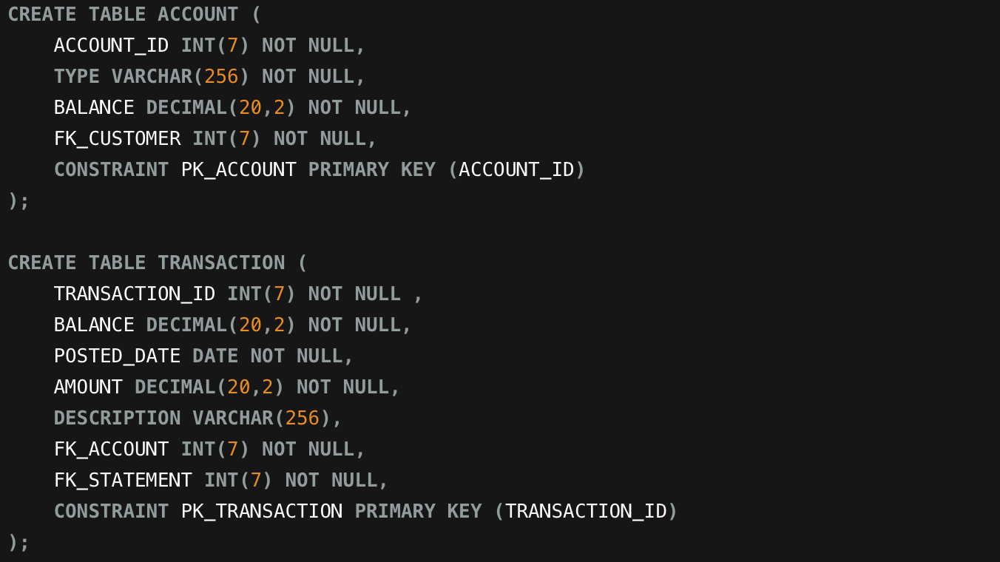 CREATE TABLE ACCOUNT (
    ACCOUNT_ID INT(7) NOT NULL,
    TYPE VARCHAR(256) NOT NULL,
    BALANCE DECIMAL(20,2) NOT NULL,
    FK_CUSTOMER INT(7) NOT NULL,
    CONSTRAINT PK_ACCOUNT PRIMARY KEY (ACCOUNT_ID)
);

CREATE TABLE TRANSACTION (
    TRANSACTION_ID INT(7) NOT NULL ,
    BALANCE DECIMAL(20,2) NOT NULL,
    POSTED_DATE DATE NOT NULL,
    AMOUNT DECIMAL(20,2) NOT NULL,
    DESCRIPTION VARCHAR(256),
    FK_ACCOUNT INT(7) NOT NULL,
    FK_STATEMENT INT(7) NOT NULL,
    CONSTRAINT PK_TRANSACTION PRIMARY KEY (TRANSACTION_ID)
);